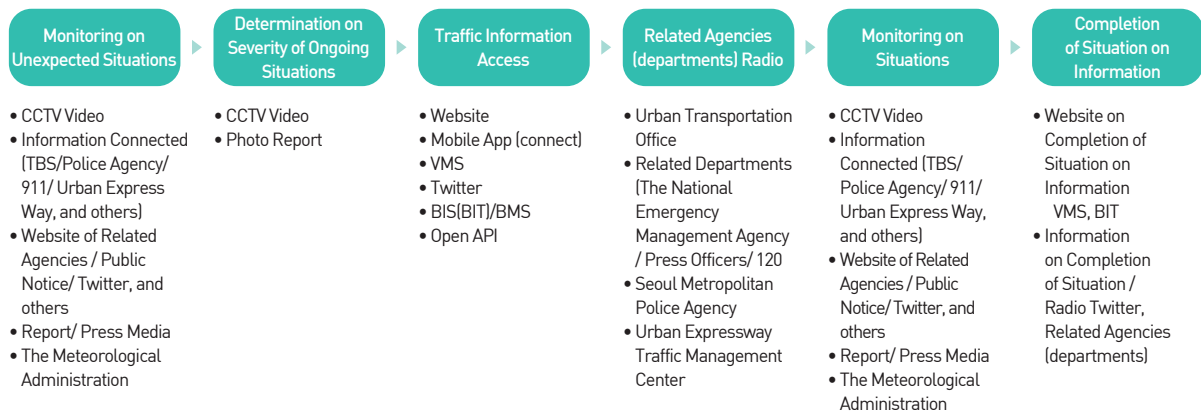 Monitoring on
Unexpected Situations
• CCTV Video
• Information Connected
(TBS/Police Agency/
911/ Urban Express
Way, and others)
• Website of Related
Agencies / Public
Notice/ Twitter, and
others
• Report/ Press Media
• The Meteorological
Administration
Determination on
Severity of Ongoing
Situations
• CCTV Video
• Photo Report
Traffic Information
Access
• Website
• Mobile App (connect)
• VMS
• Twitter
• BIS(BIT)/BMS
• Open API
Related Agencies
(departments) Radio
• Urban Transportation
Office
• Related Departments
(The National
Emergency
Management Agency
/ Press Officers/ 120
• Seoul Metropolitan
Police Agency
• Urban Expressway
Traffic Management
Center
Monitoring on
Situations
• CCTV Video
• Information
Connected (TBS/
Police Agency/ 911/
Urban Express Way,
and others)
• Website of Related
Agencies / Public
Notice/ Twitter, and
others
• Report/ Press Media
• The Meteorological
Administration
Completion
of Situation on
Information
• Website on
Completion of
Situation on
Information
VMS, BIT
• Information
on Completion
of Situation /
Radio Twitter,
Related Agencies
(departments)